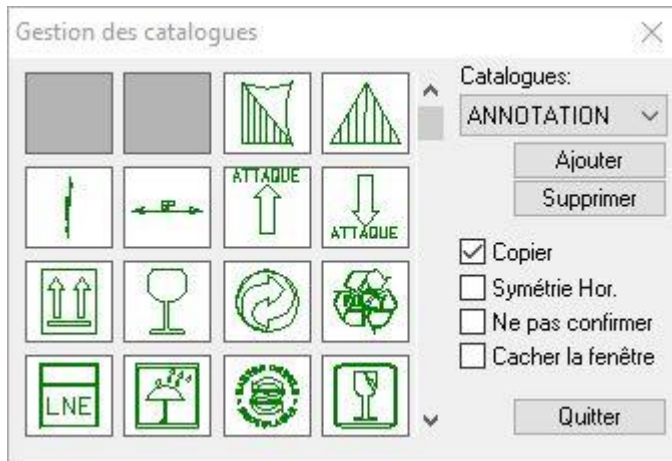 Gestion des catalogues
Catalogues:
ANNOTATION
Ajouter
Supprimer
ATTAQUE
ATTAQUE
Copier
Symétrie Hor.
Ne pas confirmer
Cacher la fenêtre
LNE
Quitter